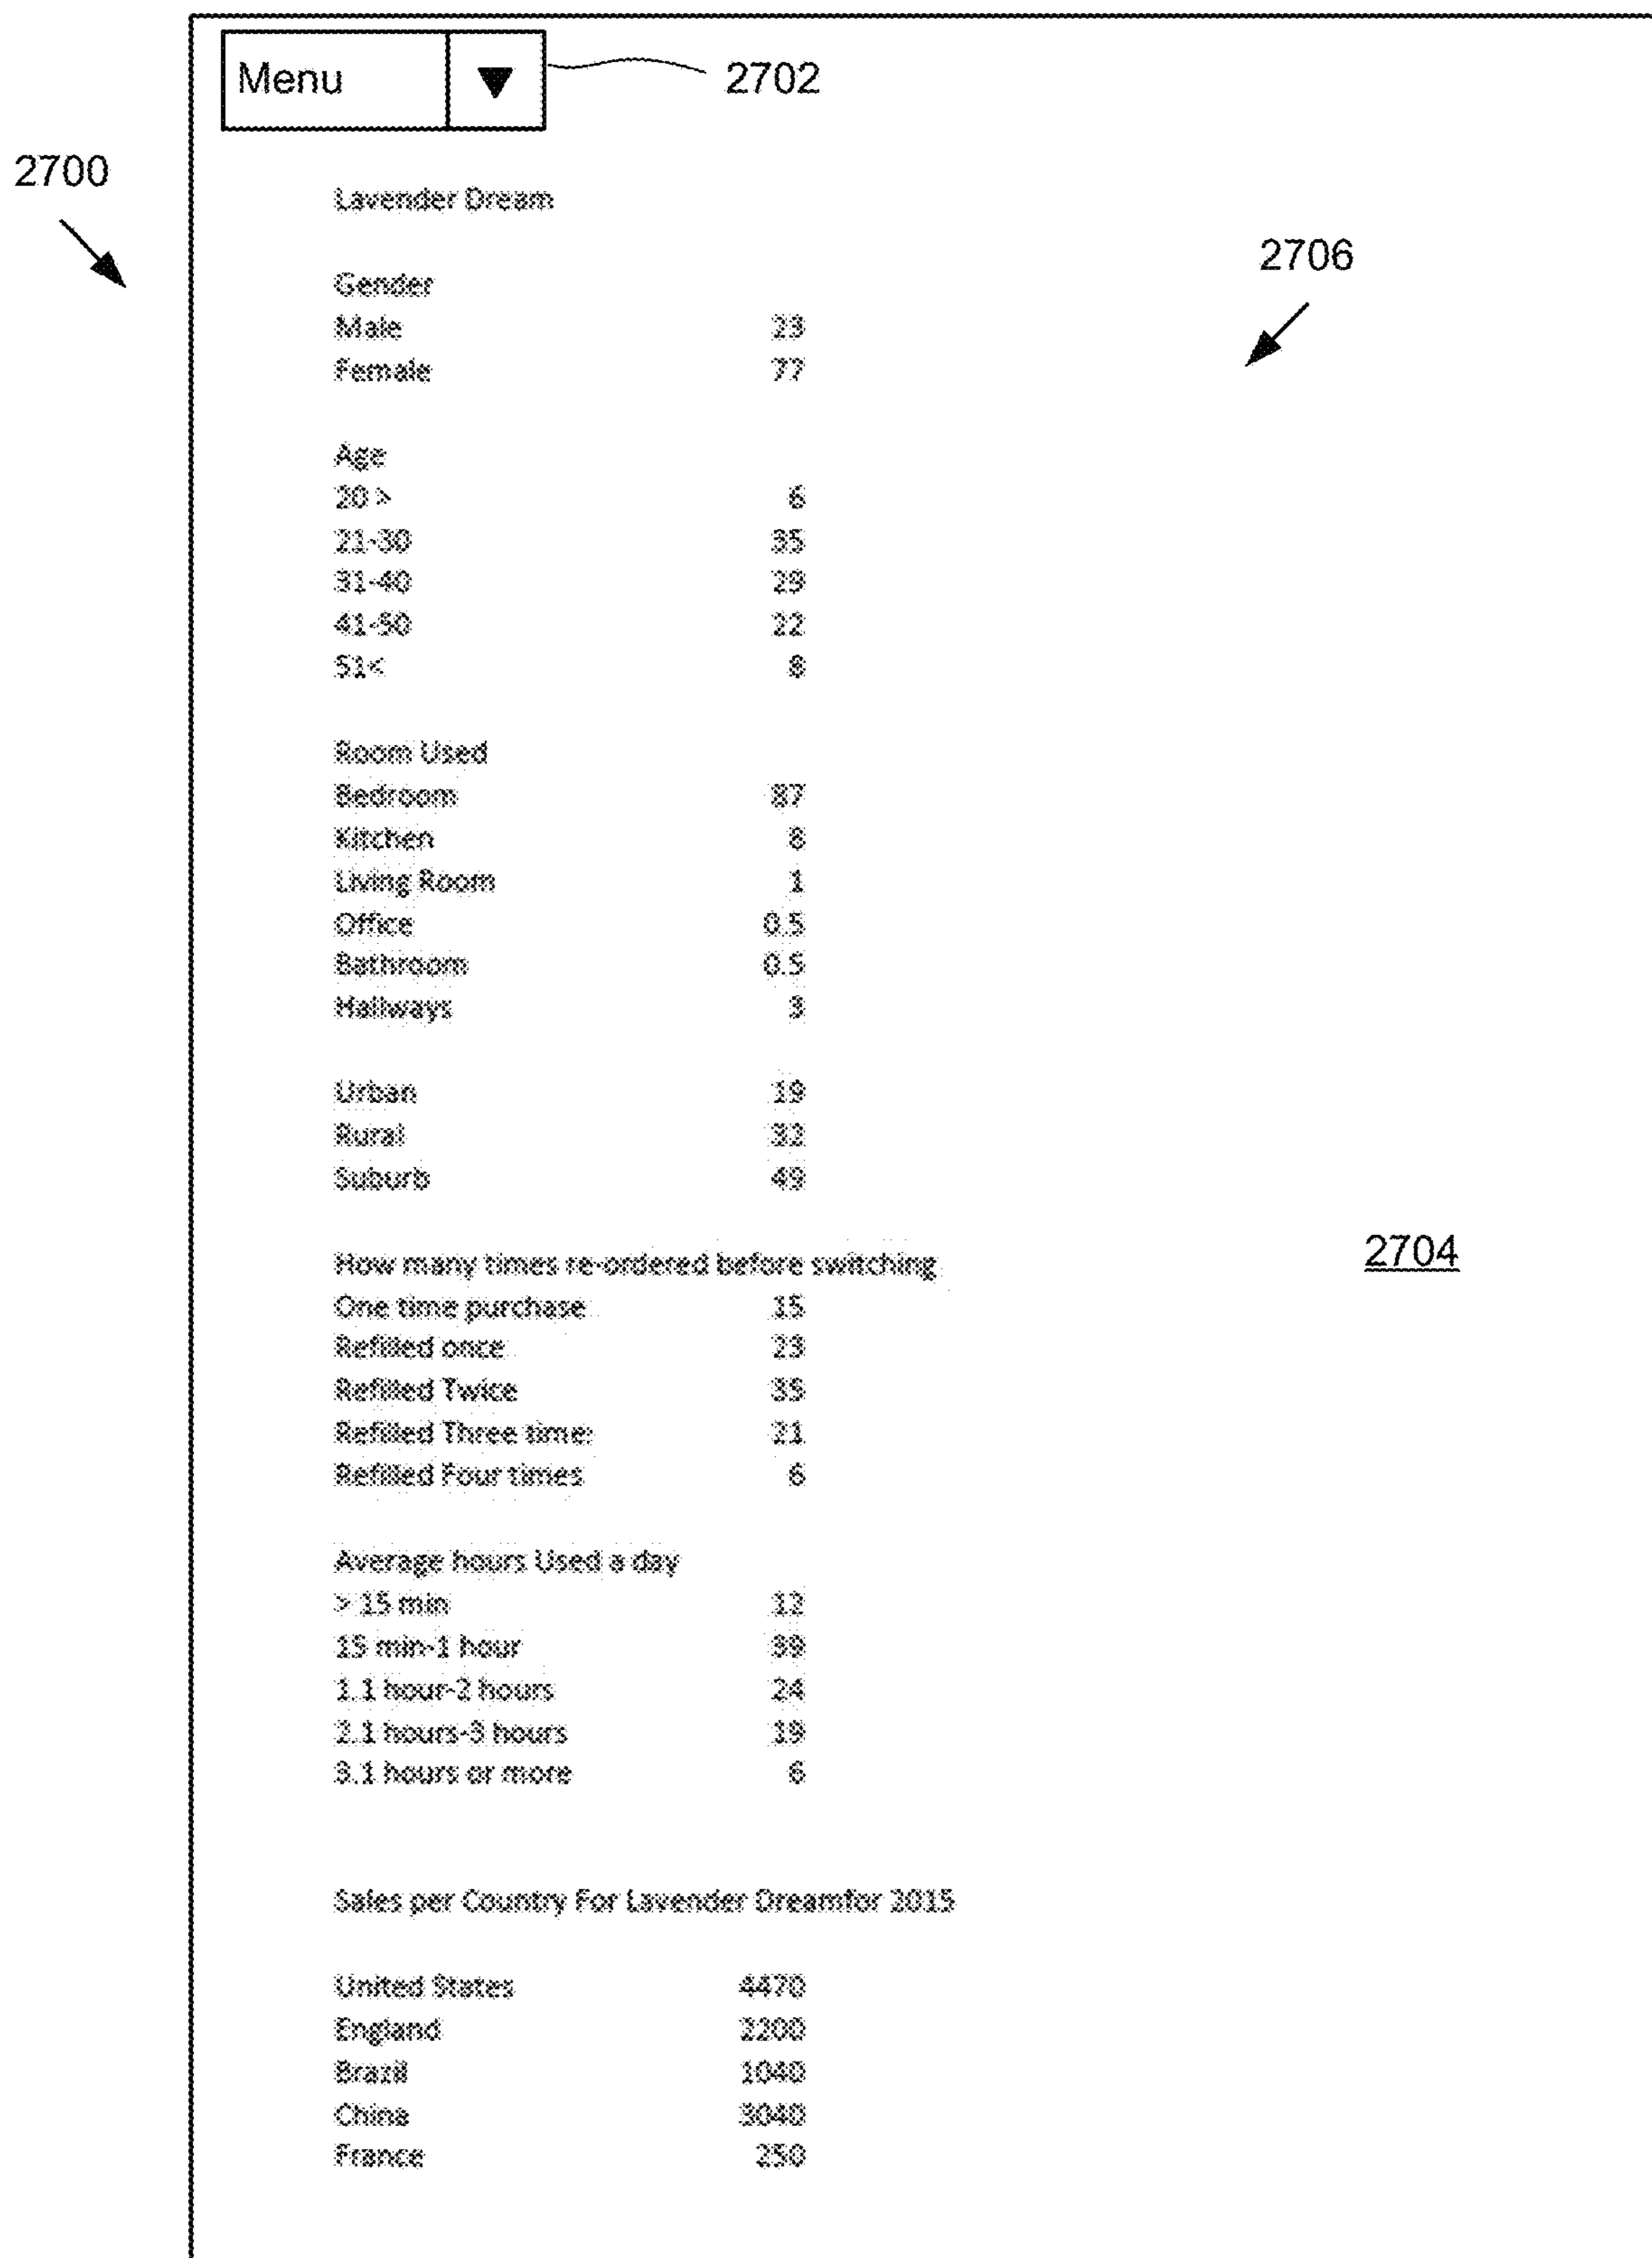 Menu ▼ 2702
2700
Lavender Dream
2706
Gender
Male 23
Female 77
Age
20 > 6
21-30 35
31-40 29
41-50 22
51< 8
Room Used
Bedroom 87
Kitchen 8
Living Room 1
Office 0.5
Bathroom 0.5
Hallways 3
Urban 19
Rural 32
Suburb 49
2704
How many times re-ordered before switching
One time purchase 15
Refilled once 23
Refilled Twice 35
Refilled Three time 21
Refilled Four times 6
Average hours Used a day
> 15 min 12
15 min-1 hour 39
1.1 hour-2 hours 24
2.1 hours-3 hours 19
3.1 hours or more 6
Sales per Country For Lavender Dreamfor 2015
United States 4470
England 2200
Brazil 1040
China 3040
France 250